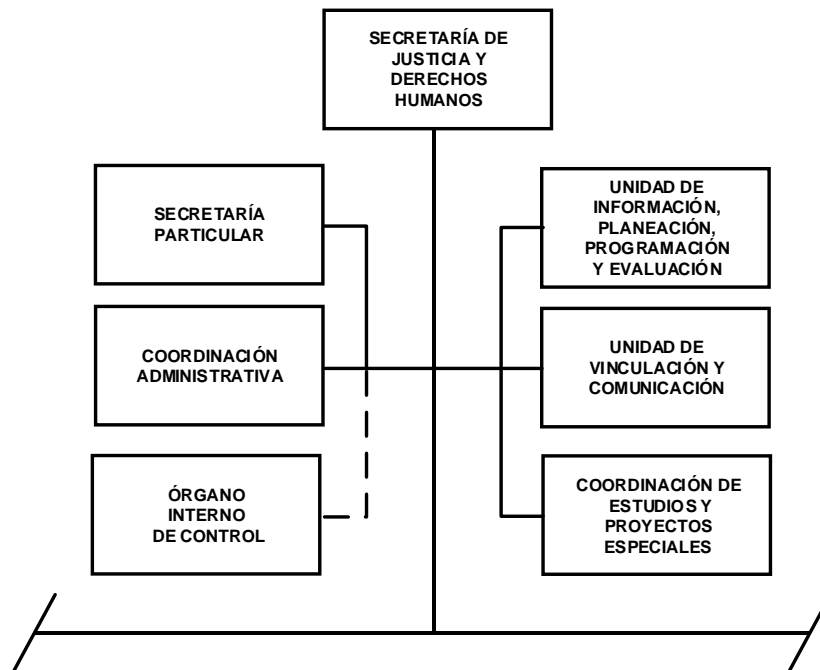 SECRETARÍA DE
JUSTICIA Y
DERECHOS
HUMANOS
SECRETARÍA
PARTICULAR
UNIDAD DE
INFORMACIÓN,
PLANEACIÓN,
PROGRAMACIÓN
Y EVALUACIÓN
COORDINACIÓN
ADMINISTRATIVA
UNIDAD DE
VINCULACIÓN Y
COMUNICACIÓN
ÓRGANO
INTERNO
DE CONTROL
COORDINACIÓN DE
ESTUDIOS Y
PROYECTOS
ESPECIALES